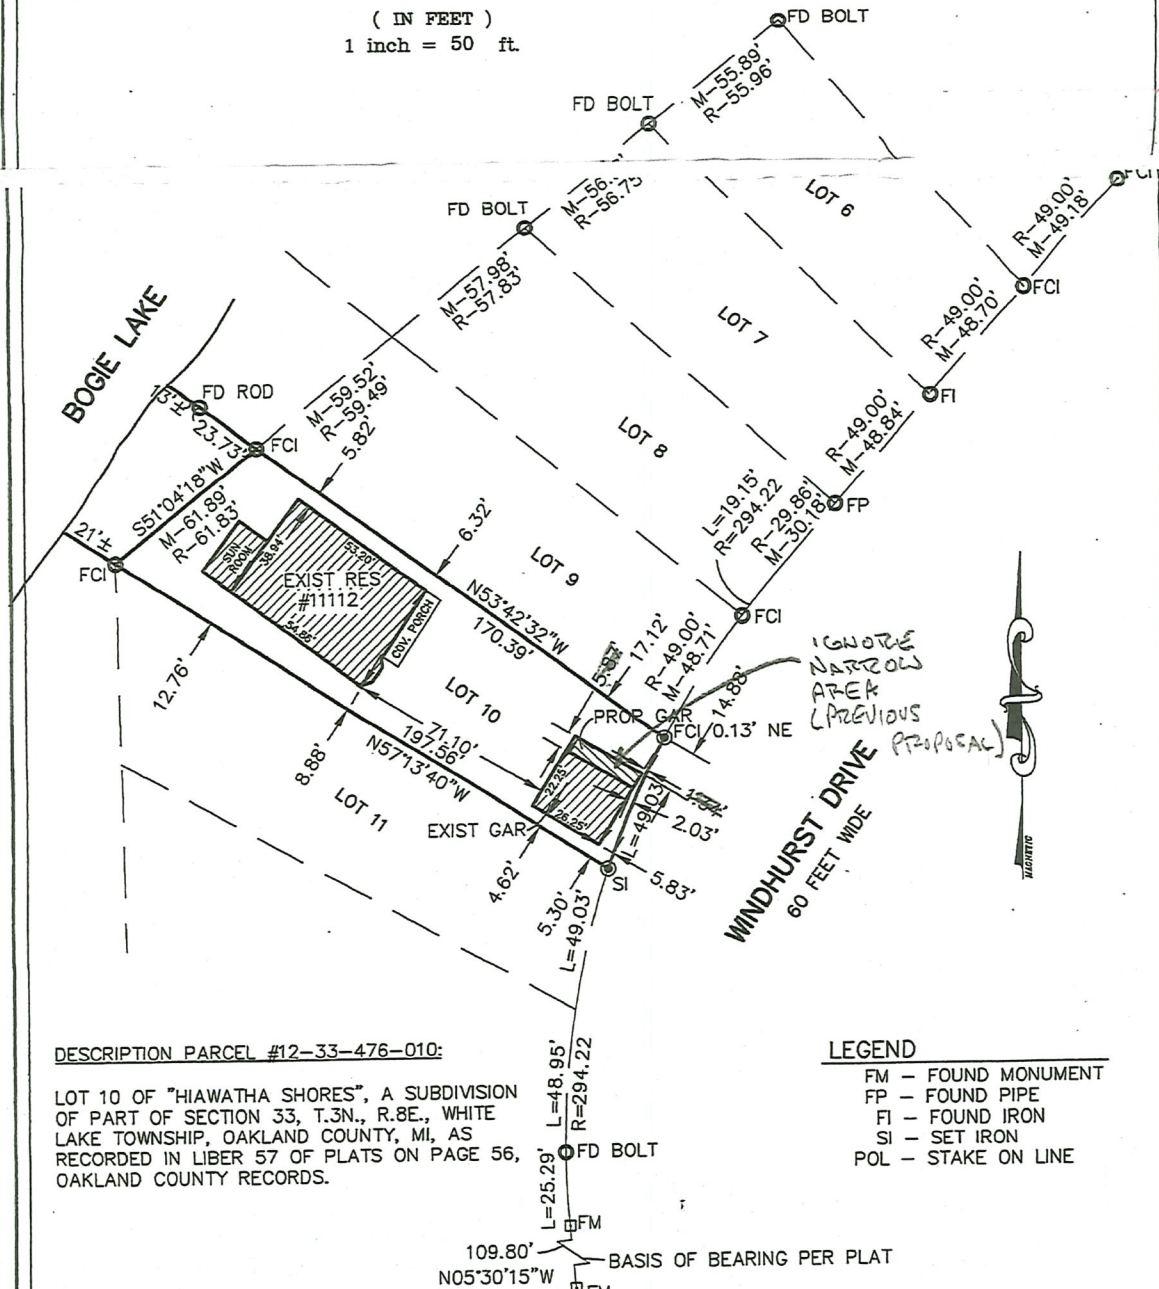 ( IN FEET )
1 inch = 50 ft.
FD BOLT
M-55.89'
R-55.96'
FD BOLT
R-56.75'
FD BOLT
LOT 6
R-49.00'
M-49.18'
FCI
R-49.00'
M-48.70'
FI
M-57.98'
R-57.83'
LOT 7
BOGIE LAKE
13'±
FD ROD
23.73'
FCI
M-59.52'
R-59.49'
5.82'
LOT 8
R-49.00'
M-48.84'
FP
S51°04'18"W
M-61.89'
R-61.83'
21'±
FCI
SUN
ROOM
38.94'
53.20'
EXIST RES
#11112
54.86'
COV. PORCH
6.32'
LOT 9
L=19.15'
R=294.22
R-29.86'
M-30.18'
FCI
N53°42'32"W
170.39'
17.12'
R-49.00'
M-48.71'
14.88'
IGNORE
NARROW
AREA
(PREVIOUS
PROPOSAL)
12.76'
LOT 10
PROP GAR
FCI 0.13' NE
71.10'
197.56'
N57°13'40"W
8.88'
LOT 11
22.25'
26.25'
EXIST GAR
L=49.03'
2.03'
4.62'
5.83'
SI
5.30'
L=49.03'
WINDHURST DRIVE
60 FEET WIDE
MAGNETIC
DESCRIPTION PARCEL #12-33-476-010:
LOT 10 OF "HIAWATHA SHORES", A SUBDIVISION
OF PART OF SECTION 33, T.3N., R.8E., WHITE
LAKE TOWNSHIP, OAKLAND COUNTY, MI, AS
RECORDED IN LIBER 57 OF PLATS ON PAGE 56,
OAKLAND COUNTY RECORDS.
L=48.95'
R=294.22
FD BOLT
L=25.29'
FM
109.80'
N05°30'15"W
BASIS OF BEARING PER PLAT
LEGEND
FM - FOUND MONUMENT
FP - FOUND PIPE
FI - FOUND IRON
SI - SET IRON
POL - STAKE ON LINE